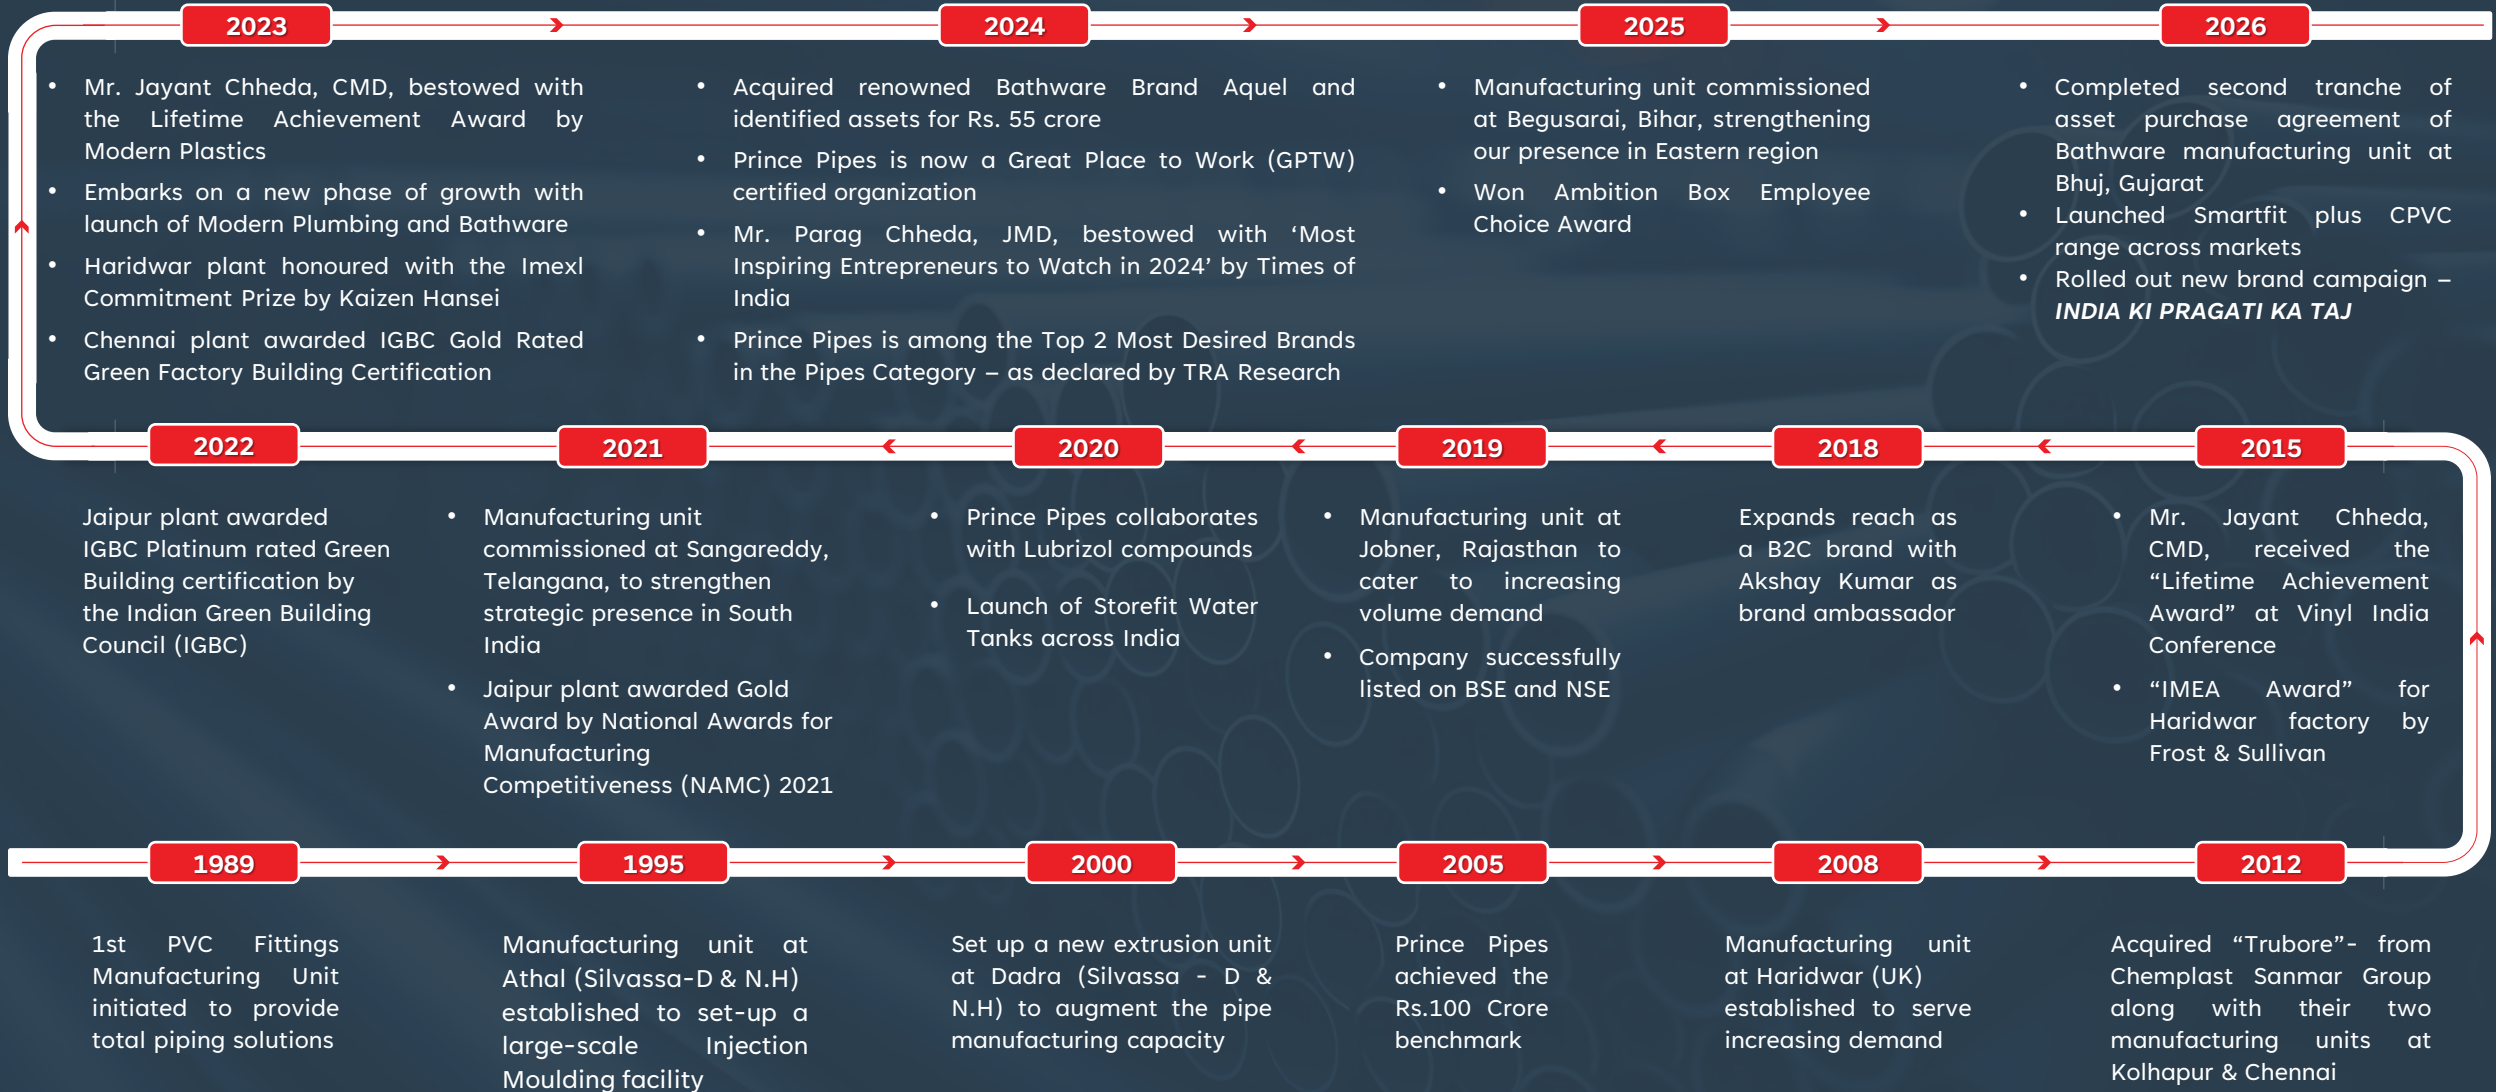 2023
2024
2025
2026
• Mr. Jayant Chheda, CMD, bestowed with
the Lifetime Achievement Award by
Modern Plastics
• Embarks on a new phase of growth with
launch of Modern Plumbing and Bathware
• Haridwar plant honoured with the Imexl
Commitment Prize by Kaizen Hansei
• Chennai plant awarded IGBC Gold Rated
Green Factory Building Certification
• Acquired renowned Bathware Brand Aquel and
identified assets for Rs. 55 crore
• Prince Pipes is now a Great Place to Work (GPTW)
certified organization
• Mr. Parag Chheda, JMD, bestowed with ‘Most
Inspiring Entrepreneurs to Watch in 2024’ by Times of
India
• Prince Pipes is among the Top 2 Most Desired Brands
in the Pipes Category – as declared by TRA Research
• Manufacturing unit commissioned
at Begusarai, Bihar, strengthening
our presence in Eastern region
• Won Ambition Box Employee
Choice Award
• Completed second tranche of
asset purchase agreement of
Bathware manufacturing unit at
Bhuj, Gujarat
• Launched Smartfit plus CPVC
range across markets
• Rolled out new brand campaign –
INDIA KI PRAGATI KA TAJ
2022
2021
2020
2019
2018
2015
Jaipur plant awarded
IGBC Platinum rated Green
Building certification by
the Indian Green Building
Council (IGBC)
• Manufacturing unit
commissioned at Sangareddy,
Telangana, to strengthen
strategic presence in South
India
• Jaipur plant awarded Gold
Award by National Awards for
Manufacturing
Competitiveness (NAMC) 2021
• Prince Pipes collaborates
with Lubrizol compounds
• Launch of Storefit Water
Tanks across India
• Manufacturing unit at
Jobner, Rajasthan to
cater to increasing
volume demand
• Company successfully
listed on BSE and NSE
Expands reach as
a B2C brand with
Akshay Kumar as
brand ambassador
• Mr. Jayant Chheda,
CMD, received the
“Lifetime Achievement
Award” at Vinyl India
Conference
• “IMEA Award” for
Haridwar factory by
Frost & Sullivan
1989
1995
2000
2005
2008
2012
1st PVC Fittings
Manufacturing Unit
initiated to provide
total piping solutions
Manufacturing unit at
Athal (Silvassa-D & N.H)
established to set-up a
large-scale Injection
Moulding facility
Set up a new extrusion unit
at Dadra (Silvassa - D &
N.H) to augment the pipe
manufacturing capacity
Prince Pipes
achieved the
Rs.100 Crore
benchmark
Manufacturing unit
at Haridwar (UK)
established to serve
increasing demand
Acquired “Trubore”- from
Chemplast Sanmar Group
along with their two
manufacturing units at
Kolhapur & Chennai